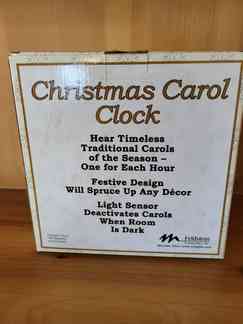 Christmas Carol
Clock
Hear Timeless
Traditional Carols
of the Season –
One for Each Hour
Festive Design
Will Spruce Up Any Décor
Light Sensor
Deactivates Carols
When Room
Is Dark